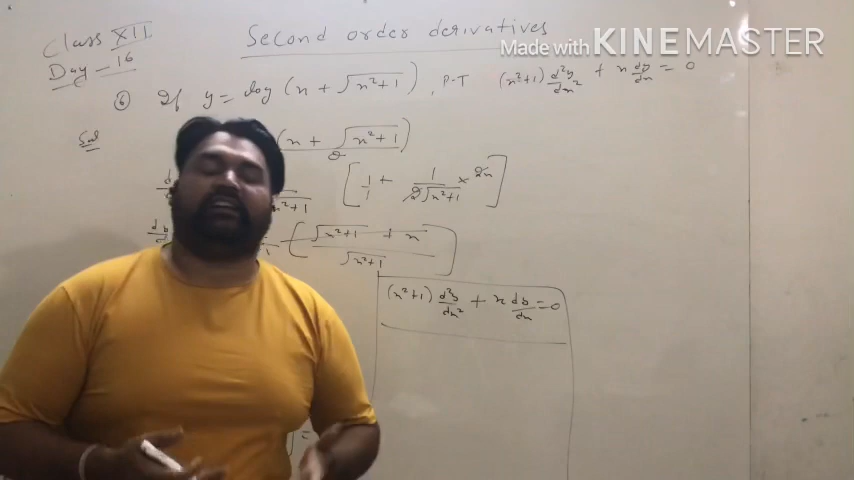 Class XII
Second order derivatives
Made with KINEMASTER
Day - 16
⑥ If y = log (x + √(x²+1)), P.T (x²+1) d²y/dx² + x dy/dx = 0
Sol
(x + √(x²+1))
[1/1 + 1/(2√(x²+1)) × 2x]
x²+1
(√(x²+1) + x / √(x²+1))
(x²+1) d²y/dx² + x dy/dx = 0